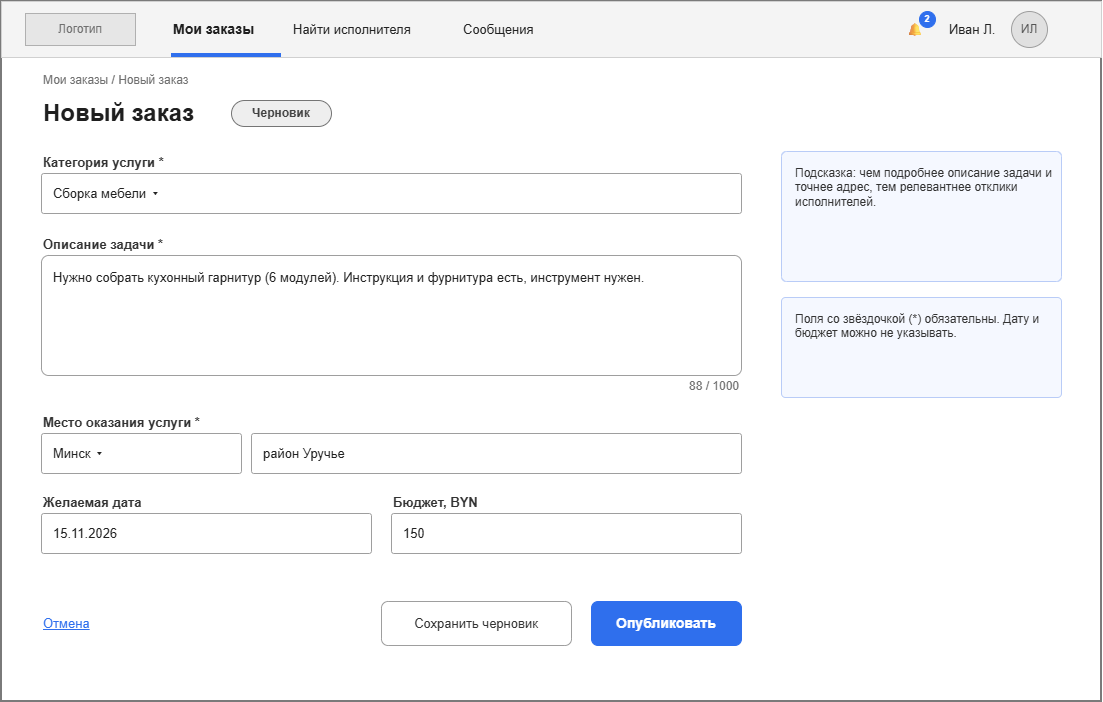 Логотип
Мои заказы
Найти исполнителя
Сообщения
2
Иван Л.
ИЛ
Мои заказы / Новый заказ
Новый заказ
Черновик
Категория услуги *
Сборка мебели
Описание задачи *
Нужно собрать кухонный гарнитур (6 модулей). Инструкция и фурнитура есть, инструмент нужен.
88 / 1000
Место оказания услуги *
Минск
район Уручье
Желаемая дата
Бюджет, BYN
15.11.2026
150
Отмена
Сохранить черновик
Опубликовать
Подсказка: чем подробнее описание задачи и
точнее адрес, тем релевантнее отклики
исполнителей.
Поля со звёздочкой (*) обязательны. Дату и
бюджет можно не указывать.